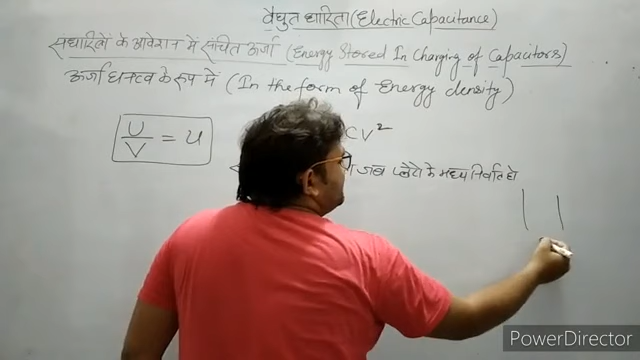 वैद्युत धारिता (Electric Capacitance)
संधारित्रों के आवेशन में संचित ऊर्जा (Energy Stored In Charging of Capacitors)
ऊर्जा घनत्व के रूप में (In the form of Energy density)
U/V = u
CV²
जब प्लेटों के मध्य निर्वात हो
PowerDirector